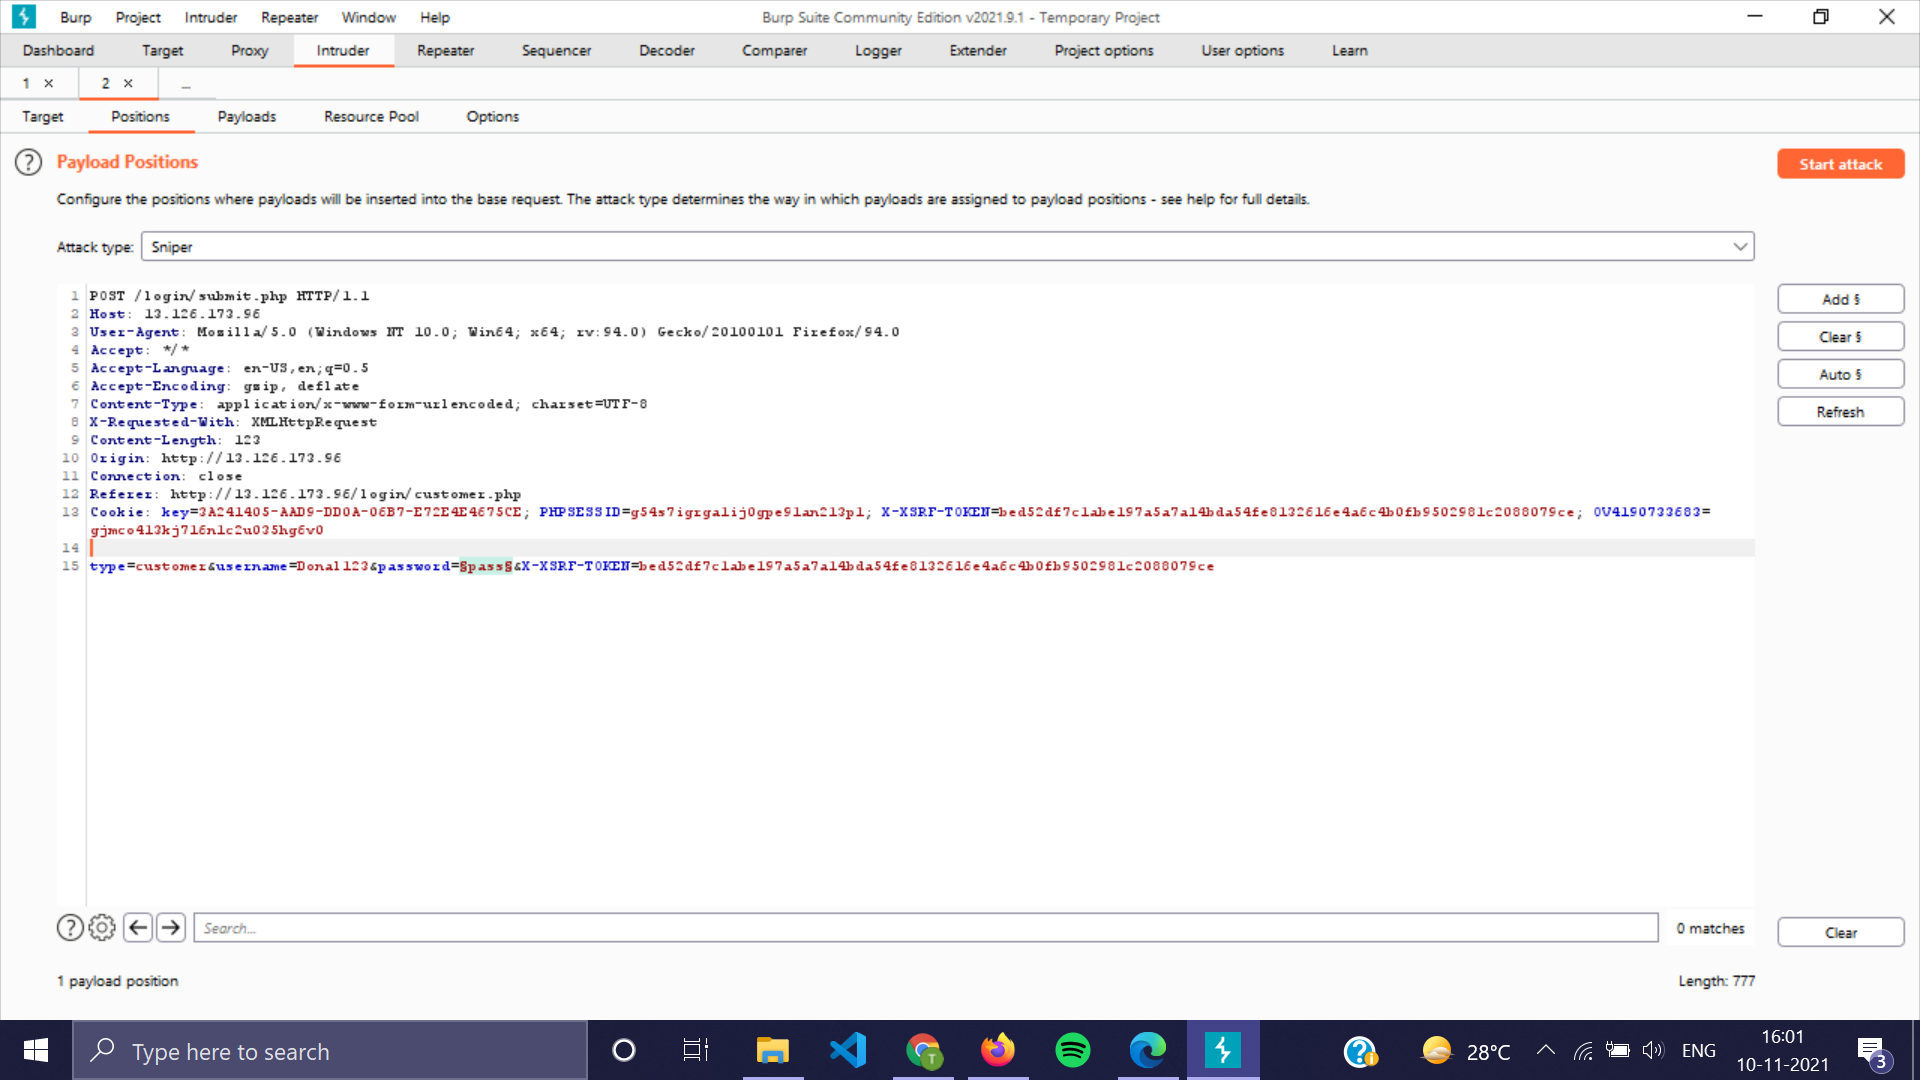 Burp Project Intruder Repeater Window Help
Burp Suite Community Edition v2021.9.1 - Temporary Project
Dashboard Target Proxy Intruder Repeater Sequencer Decoder Comparer Logger Extender Project options User options Learn
1 × 2 × ...
Target Positions Payloads Resource Pool Options
? Payload Positions
Start attack
Configure the positions where payloads will be inserted into the base request. The attack type determines the way in which payloads are assigned to payload positions - see help for full details.
Attack type: Sniper
1 POST /login/submit.php HTTP/1.1
2 Host: 13.126.173.96
3 User-Agent: Mozilla/5.0 (Windows NT 10.0; Win64; x64; rv:94.0) Gecko/20100101 Firefox/94.0
4 Accept: */*
5 Accept-Language: en-US,en;q=0.5
6 Accept-Encoding: gzip, deflate
7 Content-Type: application/x-www-form-urlencoded; charset=UTF-8
8 X-Requested-With: XMLHttpRequest
9 Content-Length: 123
10 Origin: http://13.126.173.96
11 Connection: close
12 Referer: http://13.126.173.96/login/customer.php
13 Cookie: key=3A241405-AAD9-DD0A-06B7-E72E4E4675CE; PHPSESSID=g54s7igrga1ij0gpe91an213p1; X-XSRF-TOKEN=bed52df7c1abe197a5a7a14bda54fe8132616e4a6c4b0fb9502981c2088079ce; 0V4190733683=
gjmco413kj716n1c2u035hg6v0
14
15 type=customer&username=Donal123&password=§pass§&X-XSRF-TOKEN=bed52df7c1abe197a5a7a14bda54fe8132616e4a6c4b0fb9502981c2088079ce
Add §
Clear §
Auto §
Refresh
? Search...
0 matches
Clear
1 payload position
Length: 777
Type here to search
T
28°C
ENG
16:01
10-11-2021
3